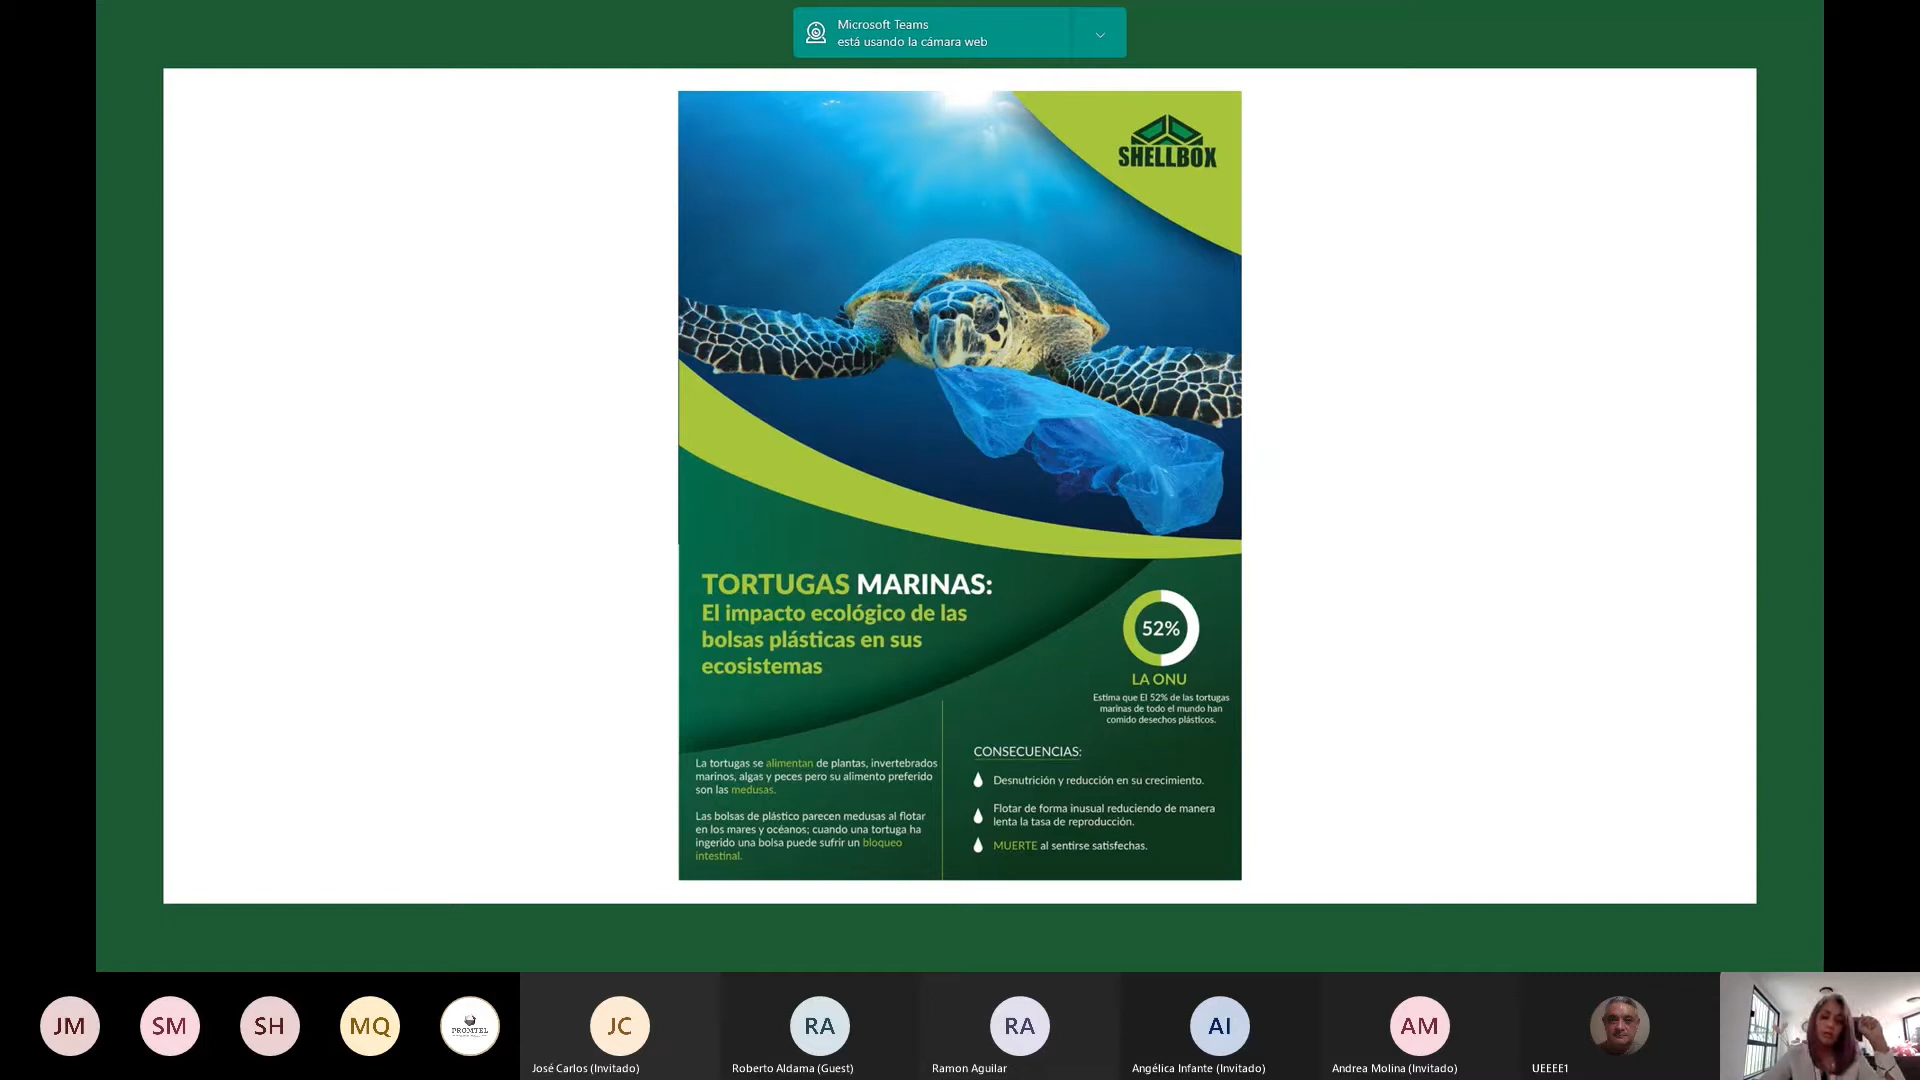 Microsoft Teams
está usando la cámara web
SHELLBOX
TORTUGAS MARINAS:
El impacto ecológico de las
bolsas plásticas en sus
ecosistemas
52%
LA ONU
Estima que El 52% de las tortugas
marinas de todo el mundo han
comido desechos plásticos.
La tortugas se alimentan de plantas, invertebrados
marinos, algas y peces pero su alimento preferido
son las medusas.
Las bolsas de plástico parecen medusas al flotar
en los mares y océanos; cuando una tortuga ha
ingerido una bolsa puede sufrir un bloqueo
intestinal.
CONSECUENCIAS:
Desnutrición y reducción en su crecimiento.
Flotar de forma inusual reduciendo de manera
lenta la tasa de reproducción.
MUERTE al sentirse satisfechas.
JM
SM
SH
MQ
PROMTEL
JC
RA
RA
AI
AM
José Carlos (Invitado)
Roberto Aldama (Guest)
Ramon Aguilar
Angélica Infante (Invitado)
Andrea Molina (Invitado)
UEEEE1